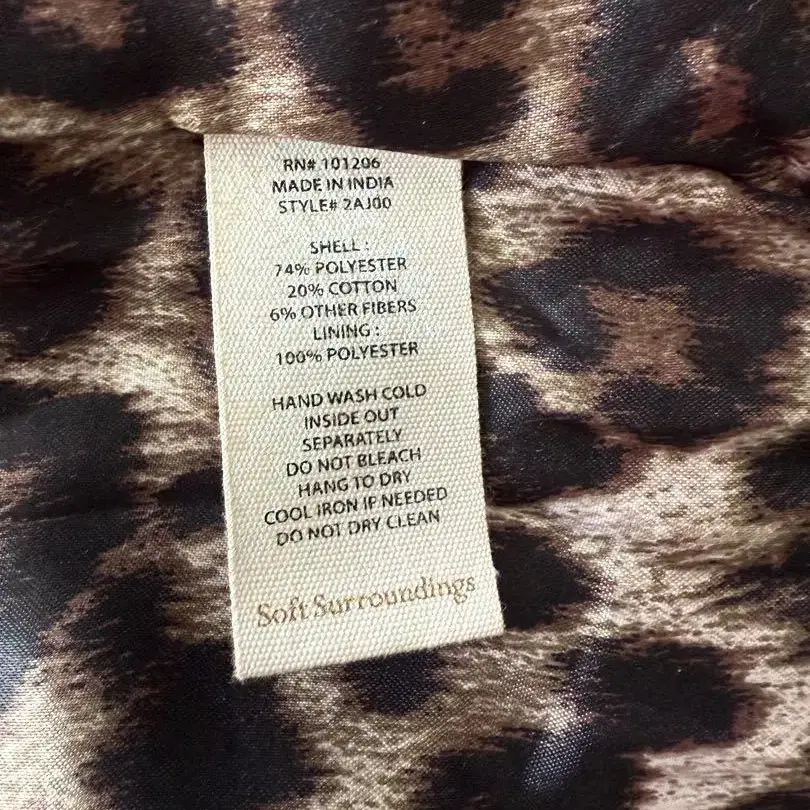 RN# 101206
MADE IN INDIA
STYLE# 2AJ00
SHELL :
74% POLYESTER
20% COTTON
6% OTHER FIBERS
LINING :
100% POLYESTER
HAND WASH COLD
INSIDE OUT
SEPARATELY
DO NOT BLEACH
HANG TO DRY
COOL IRON IF NEEDED
DO NOT DRY CLEAN
Soft Surroundings